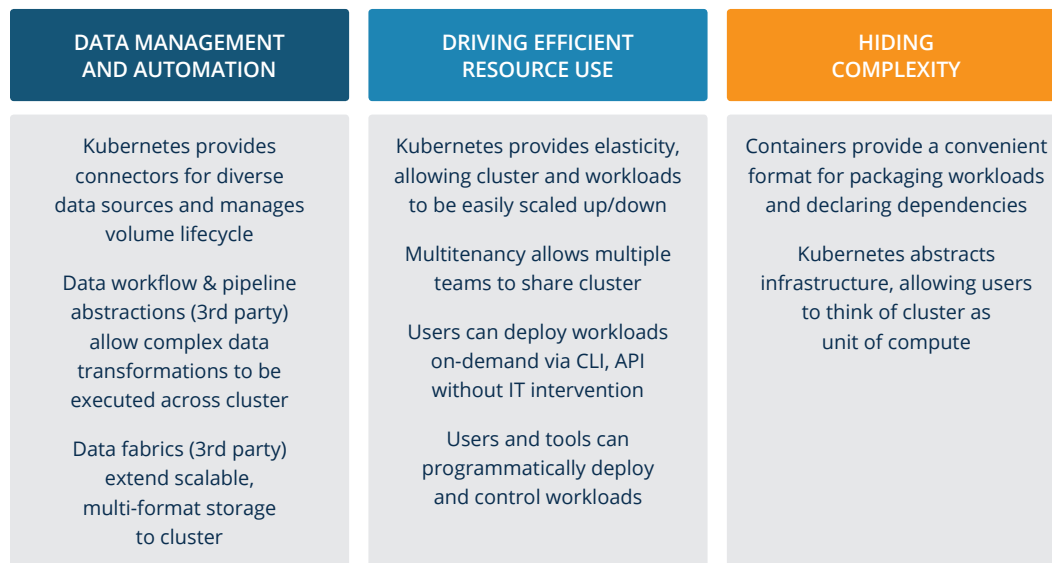 DATA MANAGEMENT
AND AUTOMATION
Kubernetes provides
connectors for diverse
data sources and manages
volume lifecycle
Data workflow & pipeline
abstractions (3rd party)
allow complex data
transformations to be
executed across cluster
Data fabrics (3rd party)
extend scalable,
multi-format storage
to cluster
DRIVING EFFICIENT
RESOURCE USE
Kubernetes provides elasticity,
allowing cluster and workloads
to be easily scaled up/down
Multitenancy allows multiple
teams to share cluster
Users can deploy workloads
on-demand via CLI, API
without IT intervention
Users and tools can
programmatically deploy
and control workloads
HIDING
COMPLEXITY
Containers provide a convenient
format for packaging workloads
and declaring dependencies
Kubernetes abstracts
infrastructure, allowing users
to think of cluster as
unit of compute